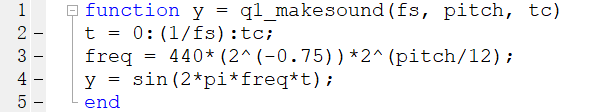 1 function y = q1_makesound(fs, pitch, tc)
2 - t = 0:(1/fs):tc;
3 - freq = 440*(2^(-0.75))*2^(pitch/12);
4 - y = sin(2*pi*freq*t);
5 - end